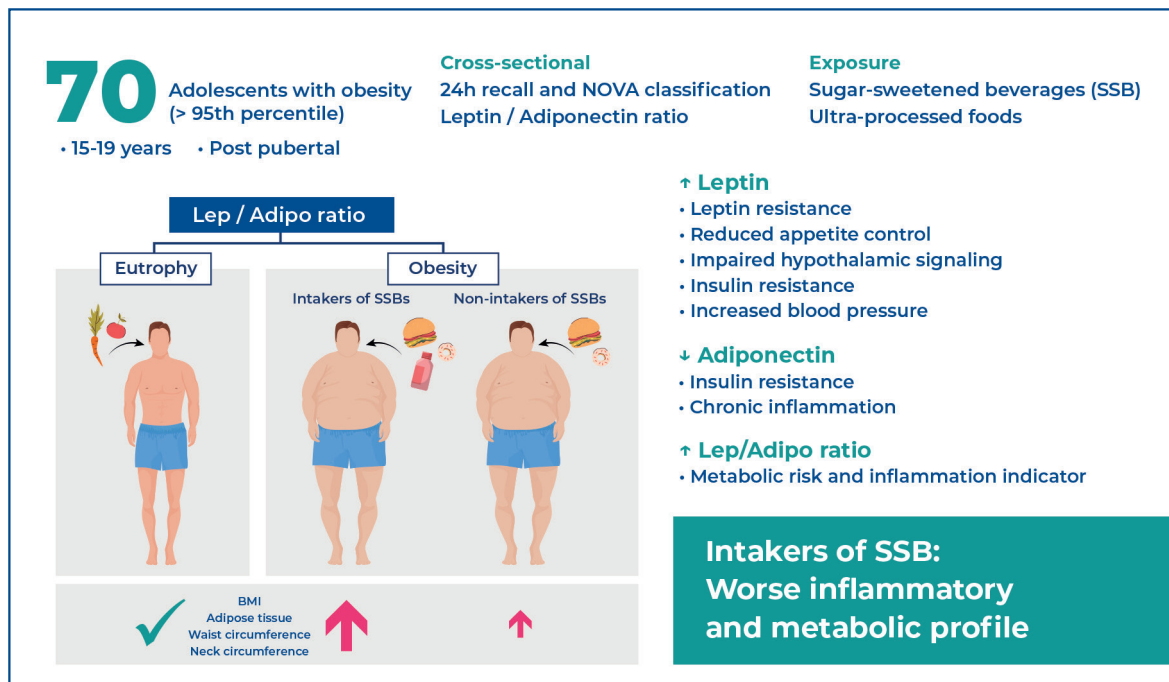 70
Adolescents with obesity
(> 95th percentile)
• 15-19 years • Post pubertal
Cross-sectional
24h recall and NOVA classification
Leptin / Adiponectin ratio
Exposure
Sugar-sweetened beverages (SSB)
Ultra-processed foods
Lep / Adipo ratio
Eutrophy
Obesity
Intakers of SSBs
Non-intakers of SSBs
BMI
Adipose tissue
Waist circumference
Neck circumference
↑ Leptin
• Leptin resistance
• Reduced appetite control
• Impaired hypothalamic signaling
• Insulin resistance
• Increased blood pressure
↓ Adiponectin
• Insulin resistance
• Chronic inflammation
↑ Lep/Adipo ratio
• Metabolic risk and inflammation indicator
Intakers of SSB:
Worse inflammatory
and metabolic profile